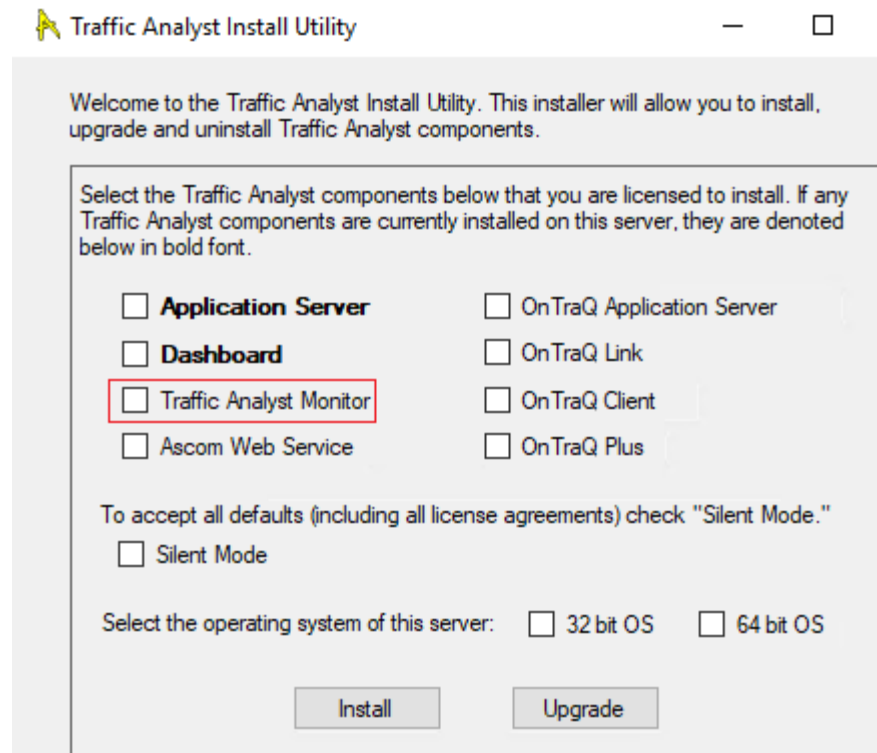 Traffic Analyst Install Utility
Welcome to the Traffic Analyst Install Utility. This installer will allow you to install,
upgrade and uninstall Traffic Analyst components.
Select the Traffic Analyst components below that you are licensed to install. If any
Traffic Analyst components are currently installed on this server, they are denoted
below in bold font.
Application Server
OnTraQ Application Server
Dashboard
OnTraQ Link
Traffic Analyst Monitor
OnTraQ Client
Ascom Web Service
OnTraQ Plus
To accept all defaults (including all license agreements) check "Silent Mode."
Silent Mode
Select the operating system of this server: 32 bit OS 64 bit OS
Install Upgrade